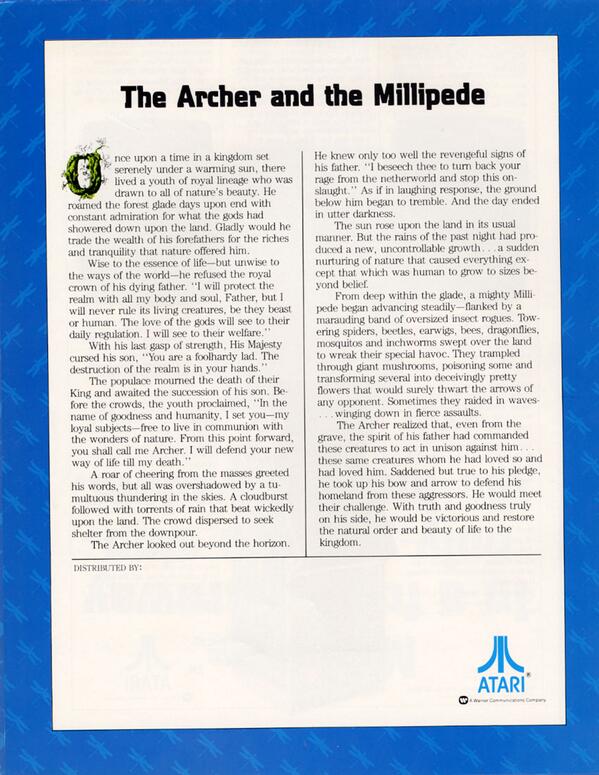 The Archer and the Millipede
Once upon a time in a kingdom set
serenely under a warming sun, there
lived a youth of royal lineage who was
drawn to all of nature's beauty. He
roamed the forest glade days upon end with
constant admiration for what the gods had
showered down upon the land. Gladly would he
trade the wealth of his forefathers for the riches
and tranquility that nature offered him.
Wise to the essence of life—but unwise to
the ways of the world—he refused the royal
crown of his dying father. "I will protect the
realm with all my body and soul, Father, but I
will never rule its living creatures, be they beast
or human. The love of the gods will see to their
daily regulation. I will see to their welfare."
With his last gasp of strength, His Majesty
cursed his son, "You are a foolhardy lad. The
destruction of the realm is in your hands."
The populace mourned the death of their
King and awaited the succession of his son. Be-
fore the crowds, the youth proclaimed, "In the
name of goodness and humanity, I set you—my
loyal subjects—free to live in communion with
the wonders of nature. From this point forward,
you shall call me Archer. I will defend your new
way of life till my death."
A roar of cheering from the masses greeted
his words, but all was overshadowed by a tu-
multuous thundering in the skies. A cloudburst
followed with torrents of rain that beat wickedly
upon the land. The crowd dispersed to seek
shelter from the downpour.
The Archer looked out beyond the horizon.
He knew only too well the revengeful signs of
his father. "I beseech thee to turn back your
rage from the netherworld and stop this on-
slaught." As if in laughing response, the ground
below him began to tremble. And the day ended
in utter darkness.
The sun rose upon the land in its usual
manner. But the rains of the past night had pro-
duced a new, uncontrollable growth . . . a sudden
nurturing of nature that caused everything ex-
cept that which was human to grow to sizes be-
yond belief.
From deep within the glade, a mighty Milli-
pede began advancing steadily—flanked by a
marauding band of oversized insect rogues. Tow-
ering spiders, beetles, earwigs, bees, dragonflies,
mosquitos and inchworms swept over the land
to wreak their special havoc. They trampled
through giant mushrooms, poisoning some and
transforming several into deceivingly pretty
flowers that would surely thwart the arrows of
any opponent. Sometimes they raided in waves-
. . . winging down in fierce assaults.
The Archer realized that, even from the
grave, the spirit of his father had commanded
these creatures to act in unison against him . . .
these same creatures whom he had loved so and
had loved him. Saddened but true to his pledge,
he took up his bow and arrow to defend his
homeland from these aggressors. He would meet
their challenge. With truth and goodness truly
on his side, he would be victorious and restore
the natural order and beauty of life to the
kingdom.
DISTRIBUTED BY:
ATARI®
A Warner Communications Company